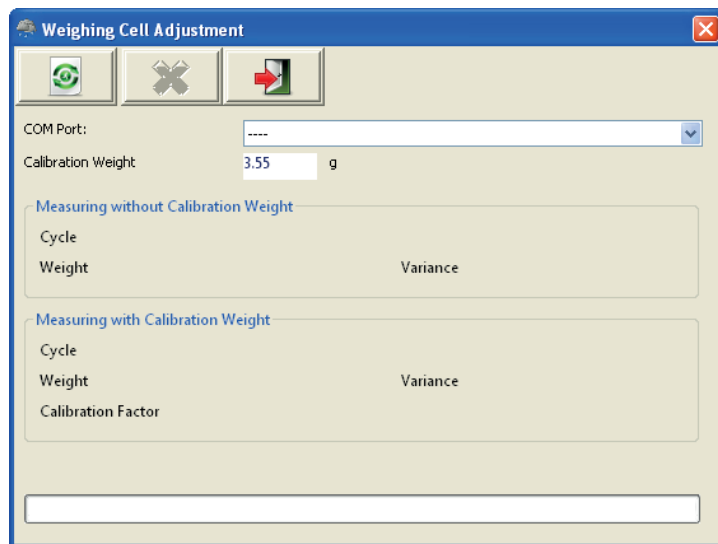 Weighing Cell Adjustment
COM Port: ----
Calibration Weight 3.55 g
Measuring without Calibration Weight
Cycle
Weight Variance
Measuring with Calibration Weight
Cycle
Weight Variance
Calibration Factor